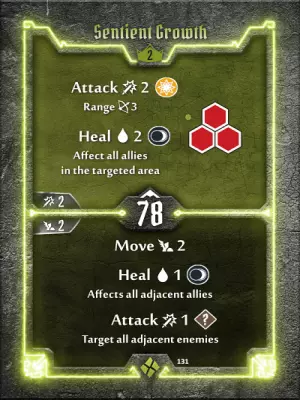 Sentient Growth
2
Attack 2
Range 3
Heal 2
Affect all allies
in the targeted area
2
78
2
Move 2
Heal 1
Affects all adjacent allies
Attack 1 ?
Target all adjacent enemies
131